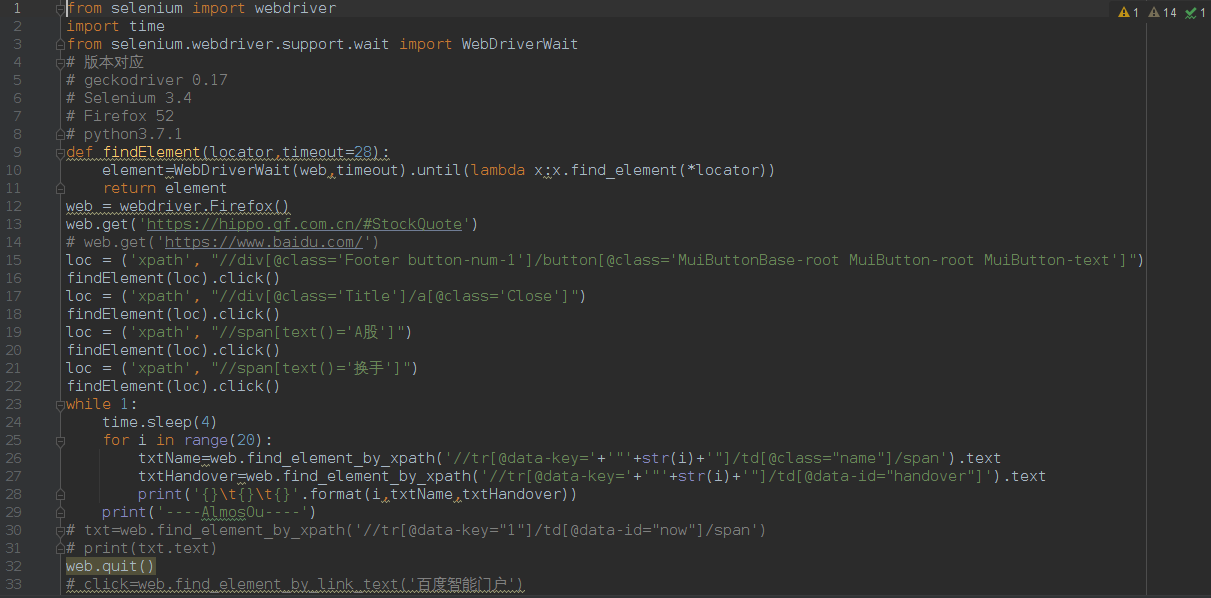 1 from selenium import webdriver
2 import time
3 from selenium.webdriver.support.wait import WebDriverWait
4 # 版本对应
5 # geckodriver 0.17
6 # Selenium 3.4
7 # Firefox 52
8 # python3.7.1
9 def findElement(locator,timeout=28):
10     element=WebDriverWait(web,timeout).until(lambda x:x.find_element(*locator))
11     return element
12 web = webdriver.Firefox()
13 web.get('https://hippo.gf.com.cn/#StockQuote')
14 # web.get('https://www.baidu.com/')
15 loc = ('xpath', "//div[@class='Footer button-num-1']/button[@class='MuiButtonBase-root MuiButton-root MuiButton-text']")
16 findElement(loc).click()
17 loc = ('xpath', "//div[@class='Title']/a[@class='Close']")
18 findElement(loc).click()
19 loc = ('xpath', "//span[text()='A股']")
20 findElement(loc).click()
21 loc = ('xpath', "//span[text()='换手']")
22 findElement(loc).click()
23 while 1:
24     time.sleep(4)
25     for i in range(20):
26         txtName=web.find_element_by_xpath('//tr[@data-key='+'"'+str(i)+'"]/td[@class="name"]/span').text
27         txtHandover=web.find_element_by_xpath('//tr[@data-key='+'"'+str(i)+'"]/td[@data-id="handover"]').text
28         print('{}\t{}\t{}'.format(i,txtName,txtHandover))
29     print('----AlmosOu----')
30 # txt=web.find_element_by_xpath('//tr[@data-key="1"]/td[@data-id="now"]/span')
31 # print(txt.text)
32 web.quit()
33 # click=web.find_element_by_link_text('百度智能门户')
1 14 1